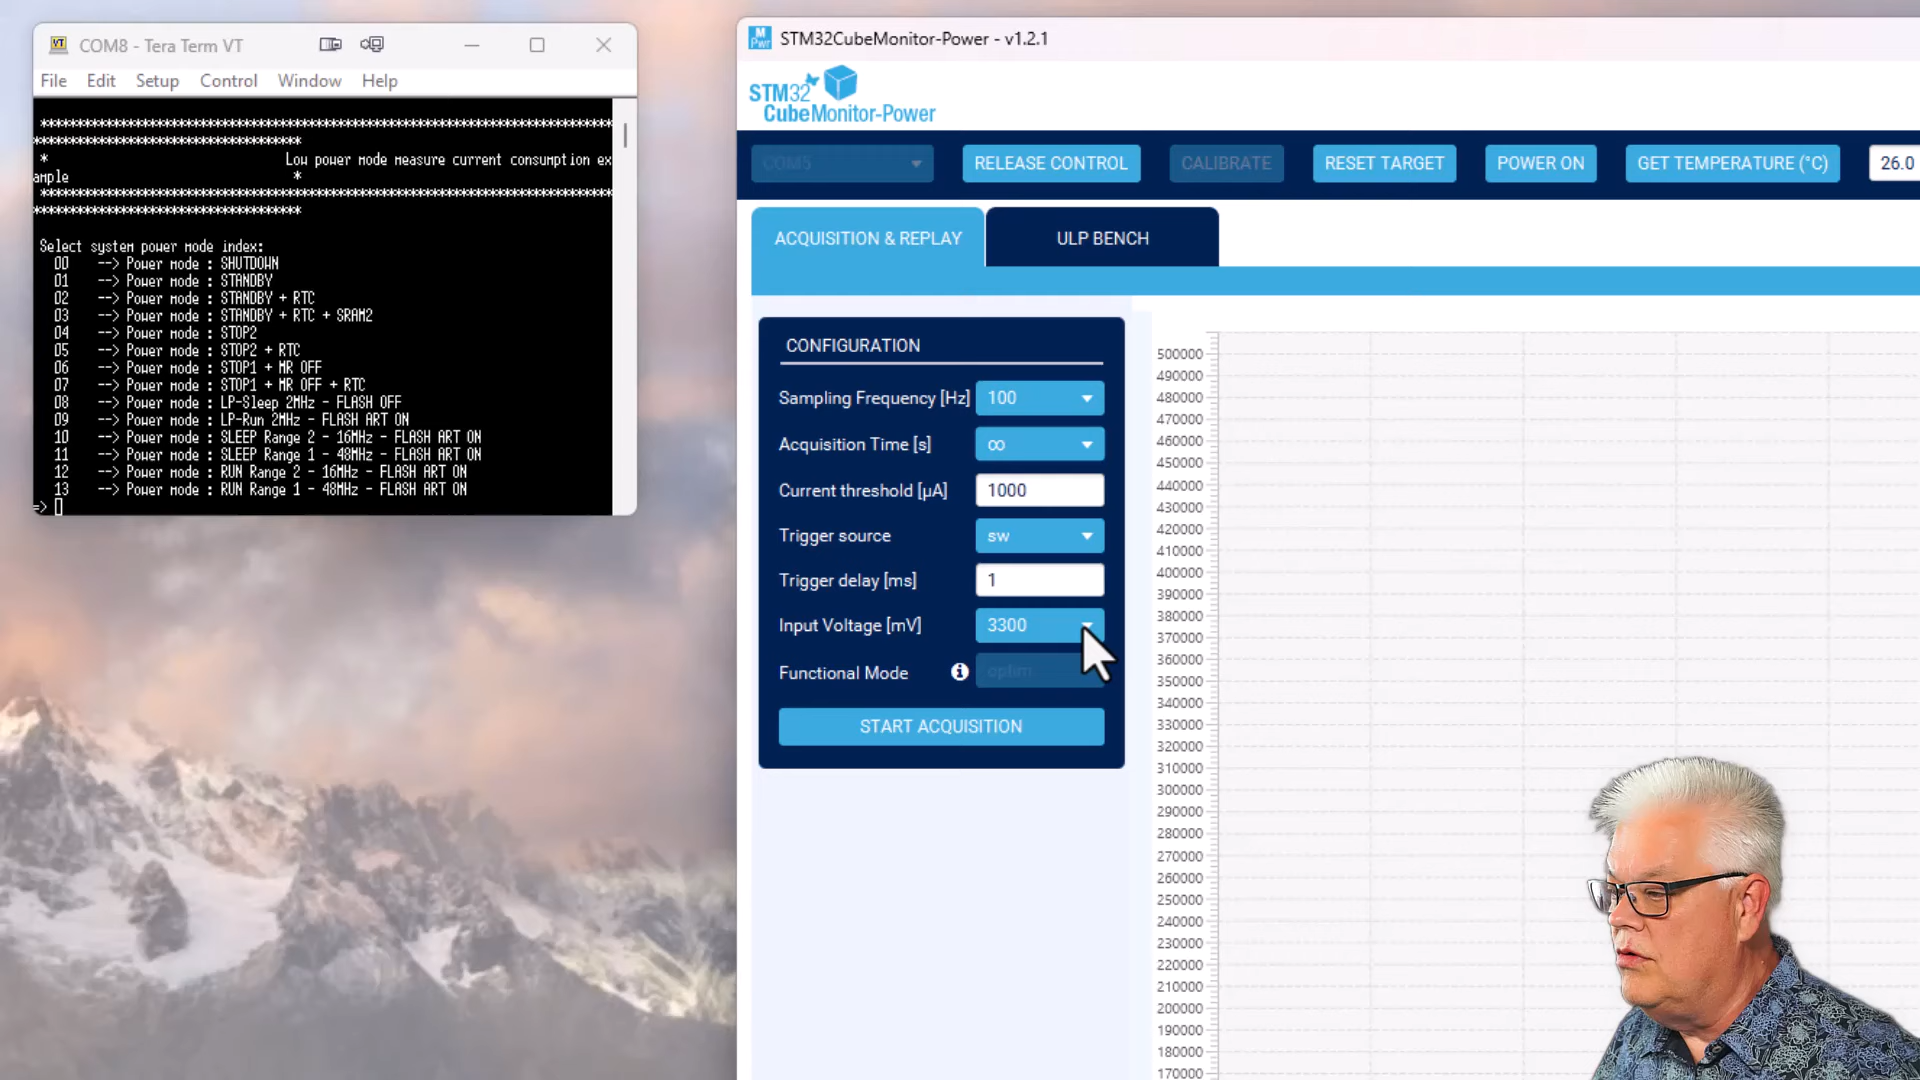 COM8 - Tera Term VT
File Edit Setup Control Window Help
*******************************************************************************
*************************************
* Low power mode measure current consumption ex
ample *
*******************************************************************************
*************************************
Select system power mode index:
00 --> Power mode : SHUTDOWN
01 --> Power mode : STANDBY
02 --> Power mode : STANDBY + RTC
03 --> Power mode : STANDBY + RTC + SRAM2
04 --> Power mode : STOP2
05 --> Power mode : STOP2 + RTC
06 --> Power mode : STOP1 + MR OFF
07 --> Power mode : STOP1 + MR OFF + RTC
08 --> Power mode : LP-Sleep 2MHz - FLASH OFF
09 --> Power mode : LP-Run 2MHz - FLASH ART ON
10 --> Power mode : SLEEP Range 2 - 16MHz - FLASH ART ON
11 --> Power mode : SLEEP Range 1 - 48MHz - FLASH ART ON
12 --> Power mode : RUN Range 2 - 16MHz - FLASH ART ON
13 --> Power mode : RUN Range 1 - 48MHz - FLASH ART ON
=>
M
Pwr
STM32CubeMonitor-Power - v1.2.1
STM32
CubeMonitor-Power
COM5 RELEASE CONTROL CALIBRATE RESET TARGET POWER ON GET TEMPERATURE (°C) 26.0
ACQUISITION & REPLAY ULP BENCH
CONFIGURATION
Sampling Frequency [Hz] 100
Acquisition Time [s] ∞
Current threshold [µA] 1000
Trigger source sw
Trigger delay [ms] 1
Input Voltage [mV] 3300
Functional Mode optim
START ACQUISITION
500000
490000
480000
470000
460000
450000
440000
430000
420000
410000
400000
390000
380000
370000
360000
350000
340000
330000
320000
310000
300000
290000
280000
270000
260000
250000
240000
230000
220000
210000
200000
190000
180000
170000